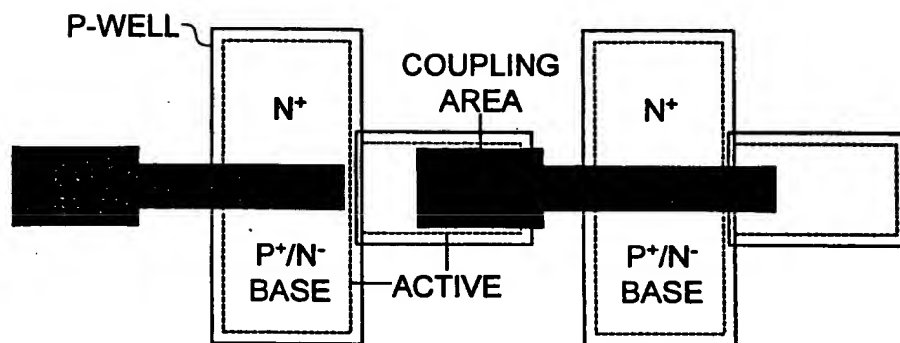 P-WELL
COUPLING
AREA
N+
N+
P+/N-
BASE
ACTIVE
P+/N-
BASE